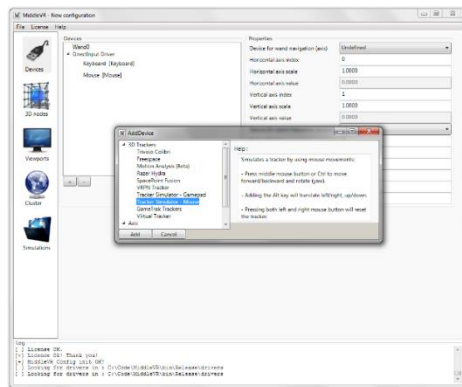 MiddleVR - New configuration
File License Help
Devices
3D nodes
Viewports
Cluster
Simulations
Devices
Wand0
DirectInput Driver
Keyboard [Keyboard]
Mouse [Mouse]
+ -
Properties
Device for wand navigation (axis) Undefined
Horizontal axis index 0
Horizontal axis scale 1.0000
Horizontal axis value 0.0000
Vertical axis index 1
Vertical axis scale 1.0000
Vertical axis value 0.0000
AddDevice
3D Trackers
Trivisio Colibri
Freespace
Motion Analysis (Beta)
Razer Hydra
SpacePoint Fusion
VRPN Tracker
Tracker Simulator - Gamepad
Tracker Simulator - Mouse
GameTrak Trackers
Virtual Tracker
Axis
Help :
Simulates a tracker by using mouse movements:
- Press middle mouse button or Ctrl to move
forward/backward and rotate (yaw).
- Adding the Alt key will translate left/right, up/down.
- Pressing both left and right mouse button will reset
the tracker.
Add Cancel
Log
[ ] License OK.
[+] License Ok! Thank you!
[+] MiddleVR Config init OK!
[ ] Looking for drivers in : C:\Code\MiddleVR\bin\Release\drivers
[ ] Looking for drivers in : C:\Code\MiddleVR\bin\Release\drivers